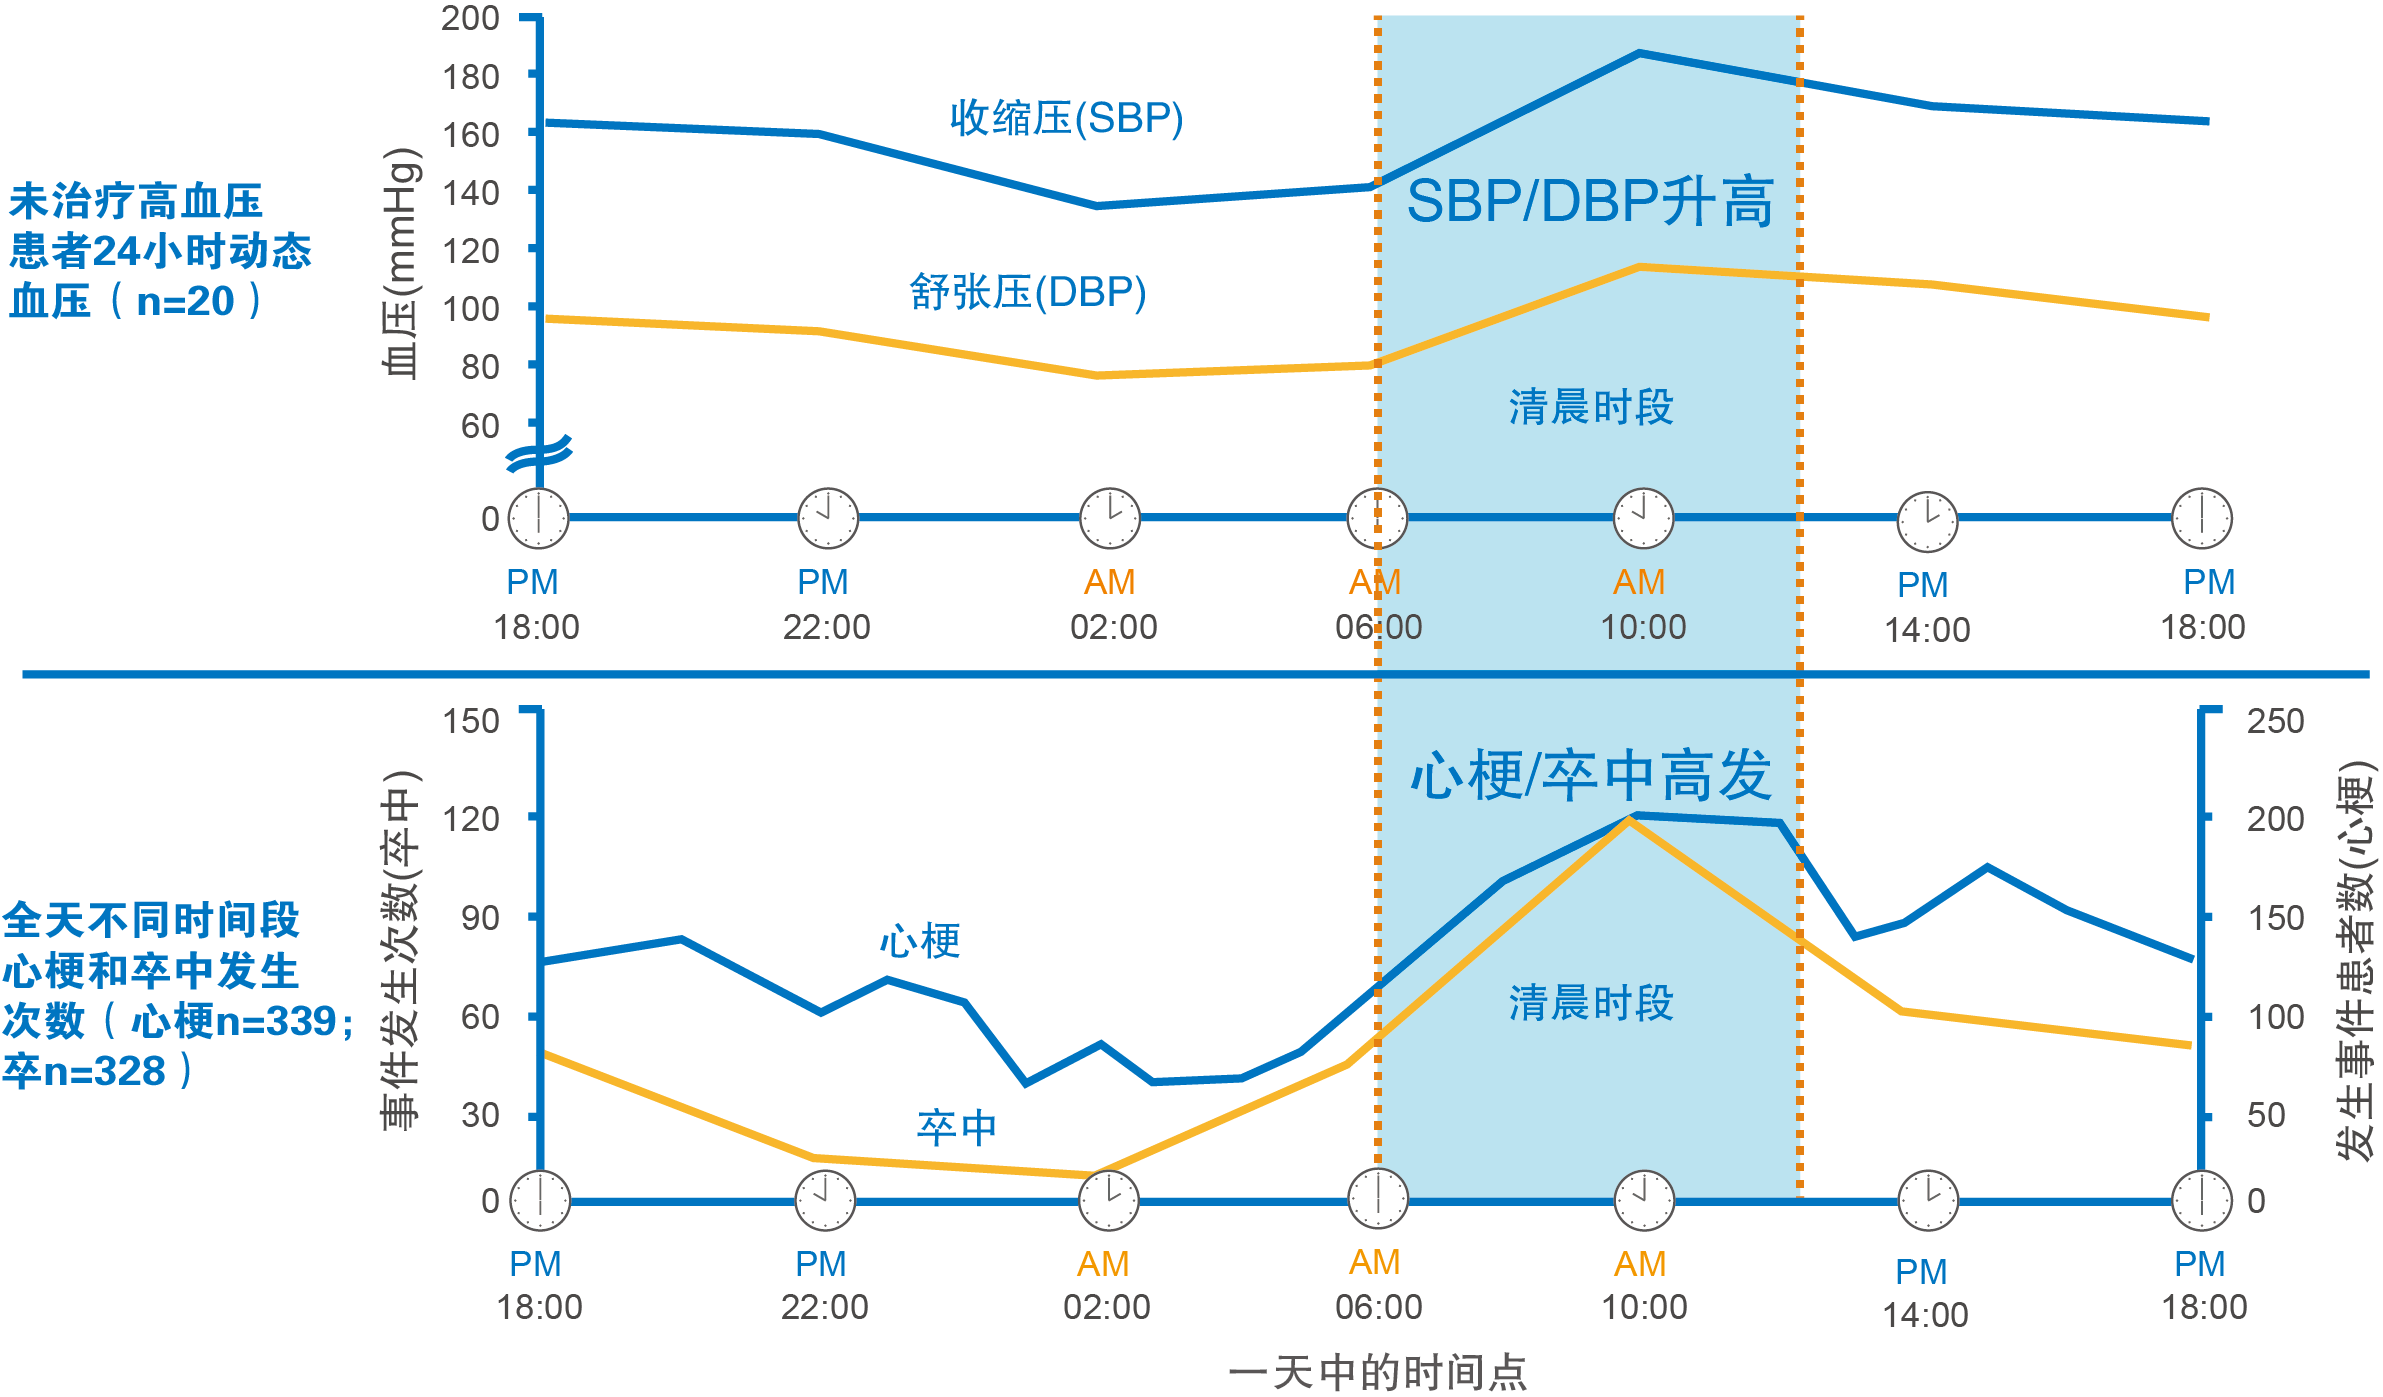 未治疗高血压
患者24小时动态
血压（n=20）
血压(mmHg)
200
180
160
140
120
100
80
60
0
收缩压(SBP)
舒张压(DBP)
SBP/DBP升高
清晨时段
PM PM AM AM AM PM PM
18:00 22:00 02:00 06:00 10:00 14:00 18:00
全天不同时间段
心梗和卒中发生
次数（心梗n=339；
卒n=328）
事件发生次数(卒中)
150
120
90
60
30
0
心梗
卒中
心梗/卒中高发
清晨时段
250
200
150
100
50
0
发生事件患者数(心梗)
PM PM AM AM AM PM PM
18:00 22:00 02:00 06:00 10:00 14:00 18:00
一天中的时间点